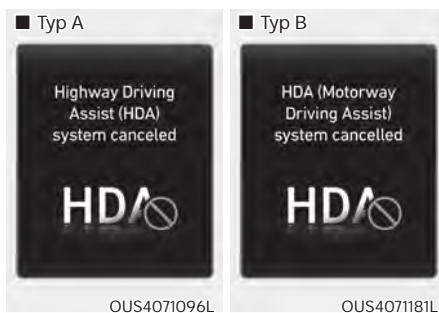 ■ Typ A
Highway Driving
Assist (HDA)
system canceled
HDA
OUS4071096L
■ Typ B
HDA (Motorway
Driving Assist)
system cancelled
HDA
OUS4071181L